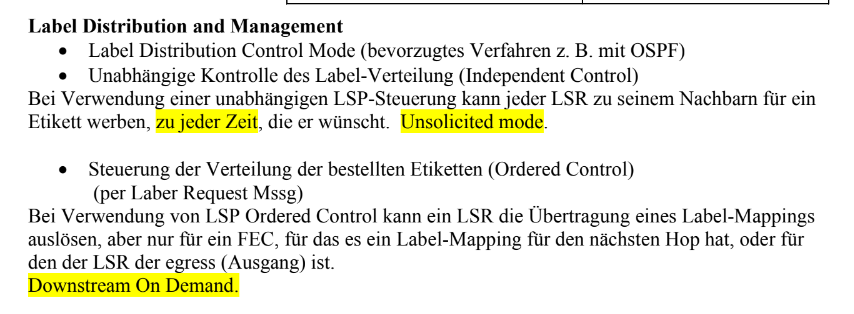 Label Distribution and Management
• Label Distribution Control Mode (bevorzugtes Verfahren z. B. mit OSPF)
• Unabhängige Kontrolle des Label-Verteilung (Independent Control)
Bei Verwendung einer unabhängigen LSP-Steuerung kann jeder LSR zu seinem Nachbarn für ein
Etikett werben, zu jeder Zeit, die er wünscht. Unsolicited mode.
• Steuerung der Verteilung der bestellten Etiketten (Ordered Control)
(per Laber Request Mssg)
Bei Verwendung von LSP Ordered Control kann ein LSR die Übertragung eines Label-Mappings
auslösen, aber nur für ein FEC, für das es ein Label-Mapping für den nächsten Hop hat, oder für
den der LSR der egress (Ausgang) ist.
Downstream On Demand.